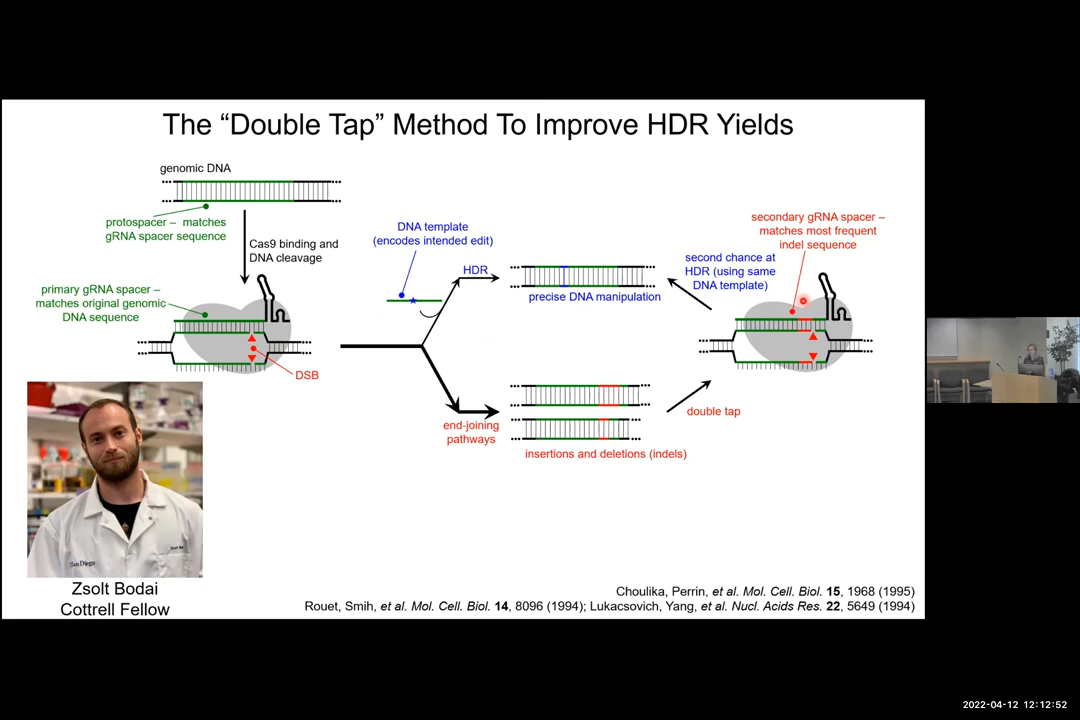 The “Double Tap” Method To Improve HDR Yields
genomic DNA
protospacer – matches
gRNA spacer sequence
Cas9 binding and
DNA cleavage
primary gRNA spacer –
matches original genomic
DNA sequence
DSB
DNA template
(encodes intended edit)
HDR
precise DNA manipulation
end-joining
pathways
insertions and deletions (indels)
double tap
second chance at
HDR (using same
DNA template)
secondary gRNA spacer –
matches most frequent
indel sequence
San Diego
Zsolt Bodai
Cottrell Fellow
Choulika, Perrin, et al. Mol. Cell. Biol. 15, 1968 (1995)
Rouet, Smih, et al. Mol. Cell. Biol. 14, 8096 (1994); Lukacsovich, Yang, et al. Nucl. Acids Res. 22, 5649 (1994)
2022-04-12 12:12:52